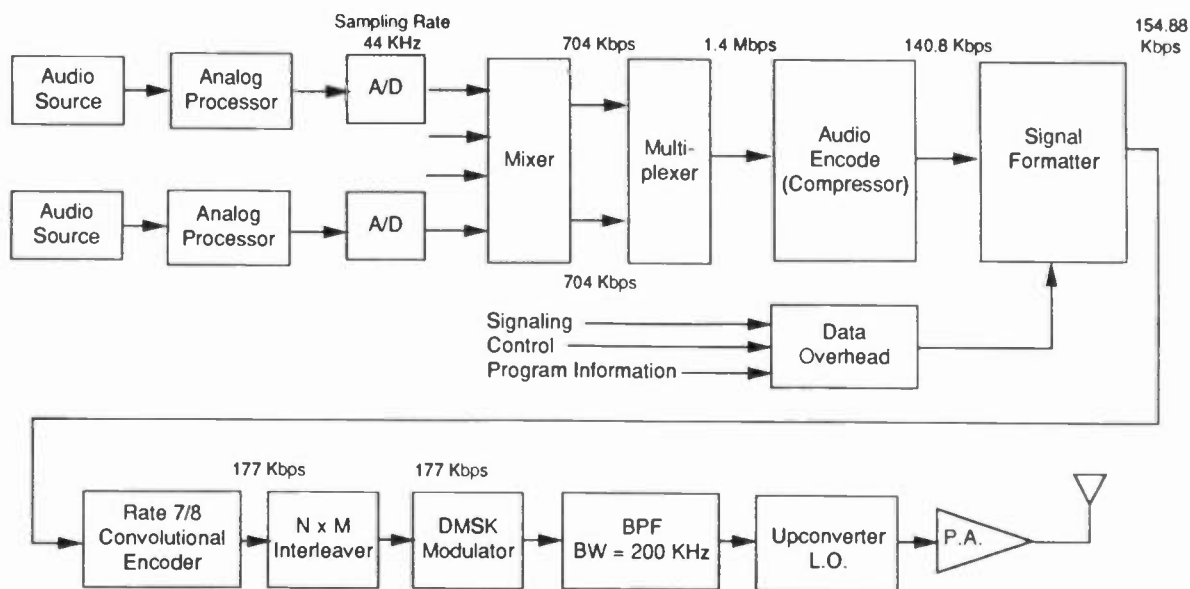 Sampling Rate
44 KHz
704 Kbps
1.4 Mbps
140.8 Kbps
154.88
Kbps
Audio
Source
Analog
Processor
A/D
Mixer
Multi-
plexer
Audio
Encode
(Compressor)
Signal
Formatter
Audio
Source
Analog
Processor
A/D
704 Kbps
Signaling
Control
Program Information
Data
Overhead
177 Kbps
177 Kbps
Rate 7/8
Convolutional
Encoder
N x M
Interleaver
DMSK
Modulator
BPF
BW = 200 KHz
Upconverter
L.O.
P.A.